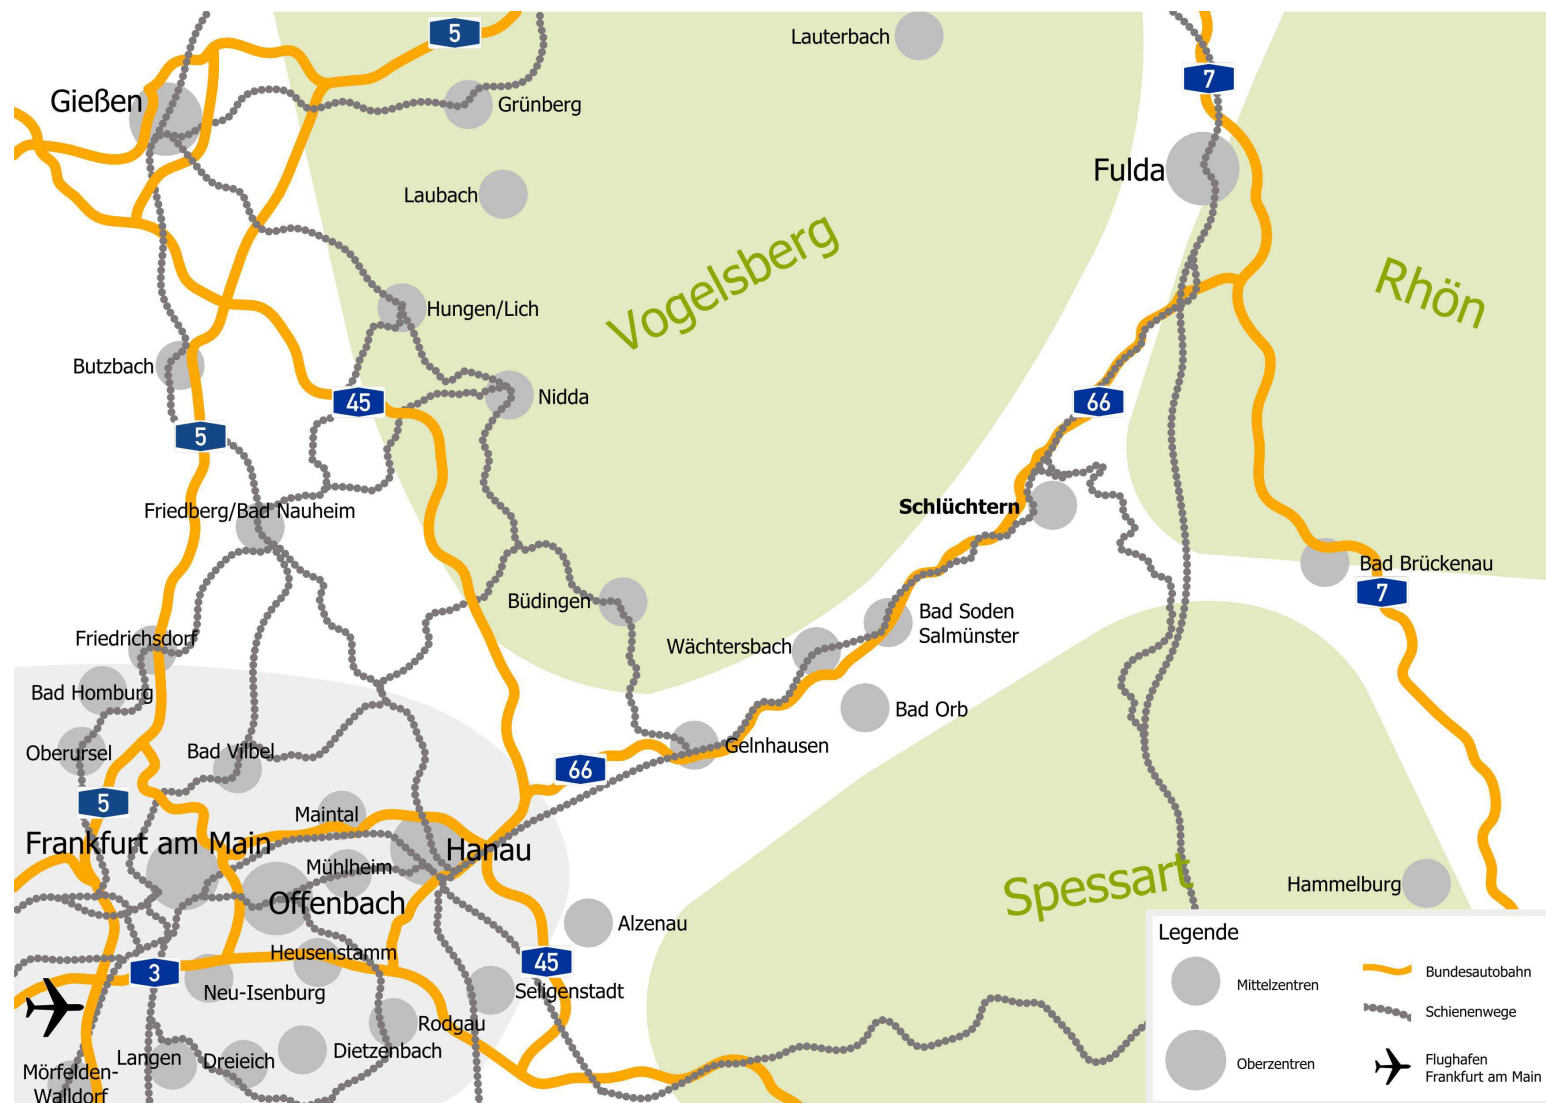 5
Lauterbach
7
Gießen
Grünberg
Fulda
Laubach
Vogelsberg
Rhön
Hungen/Lich
Butzbach
45
Nidda
66
5
Schlüchtern
Friedberg/Bad Nauheim
Bad Brückenau
7
Büdingen
Bad Soden
Salmünster
Friedrichsdorf
Wächtersbach
Bad Homburg
Bad Orb
Oberursel
Bad Vilbel
Gelnhausen
66
5
Maintal
Frankfurt am Main
Hanau
Mühlheim
Spessart
Hammelburg
Offenbach
Alzenau
Heusenstamm
45
3
Neu-Isenburg
Seligenstadt
Rodgau
Langen
Dreieich
Dietzenbach
Mörfelden-
Walldorf
Legende
Mittelzentren
Oberzentren
Bundesautobahn
Schienenwege
Flughafen
Frankfurt am Main